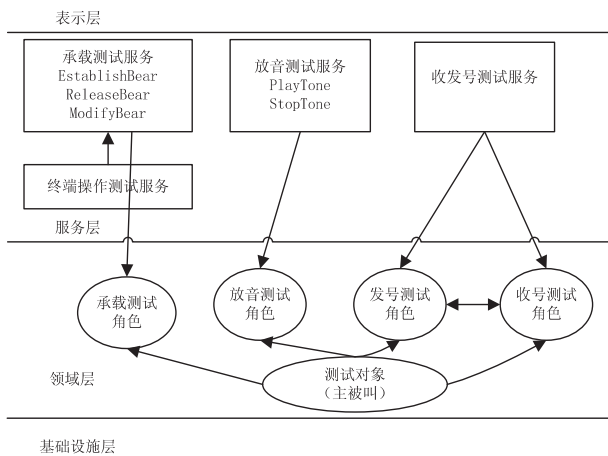 表示层
承载测试服务
EstablishBear
ReleaseBear
ModifyBear
放音测试服务
PlayTone
StopTone
收发号测试服务
终端操作测试服务
服务层
承载测试
角色
放音测试
角色
发号测试
角色
收号测试
角色
测试对象
（主被叫）
领域层
基础设施层